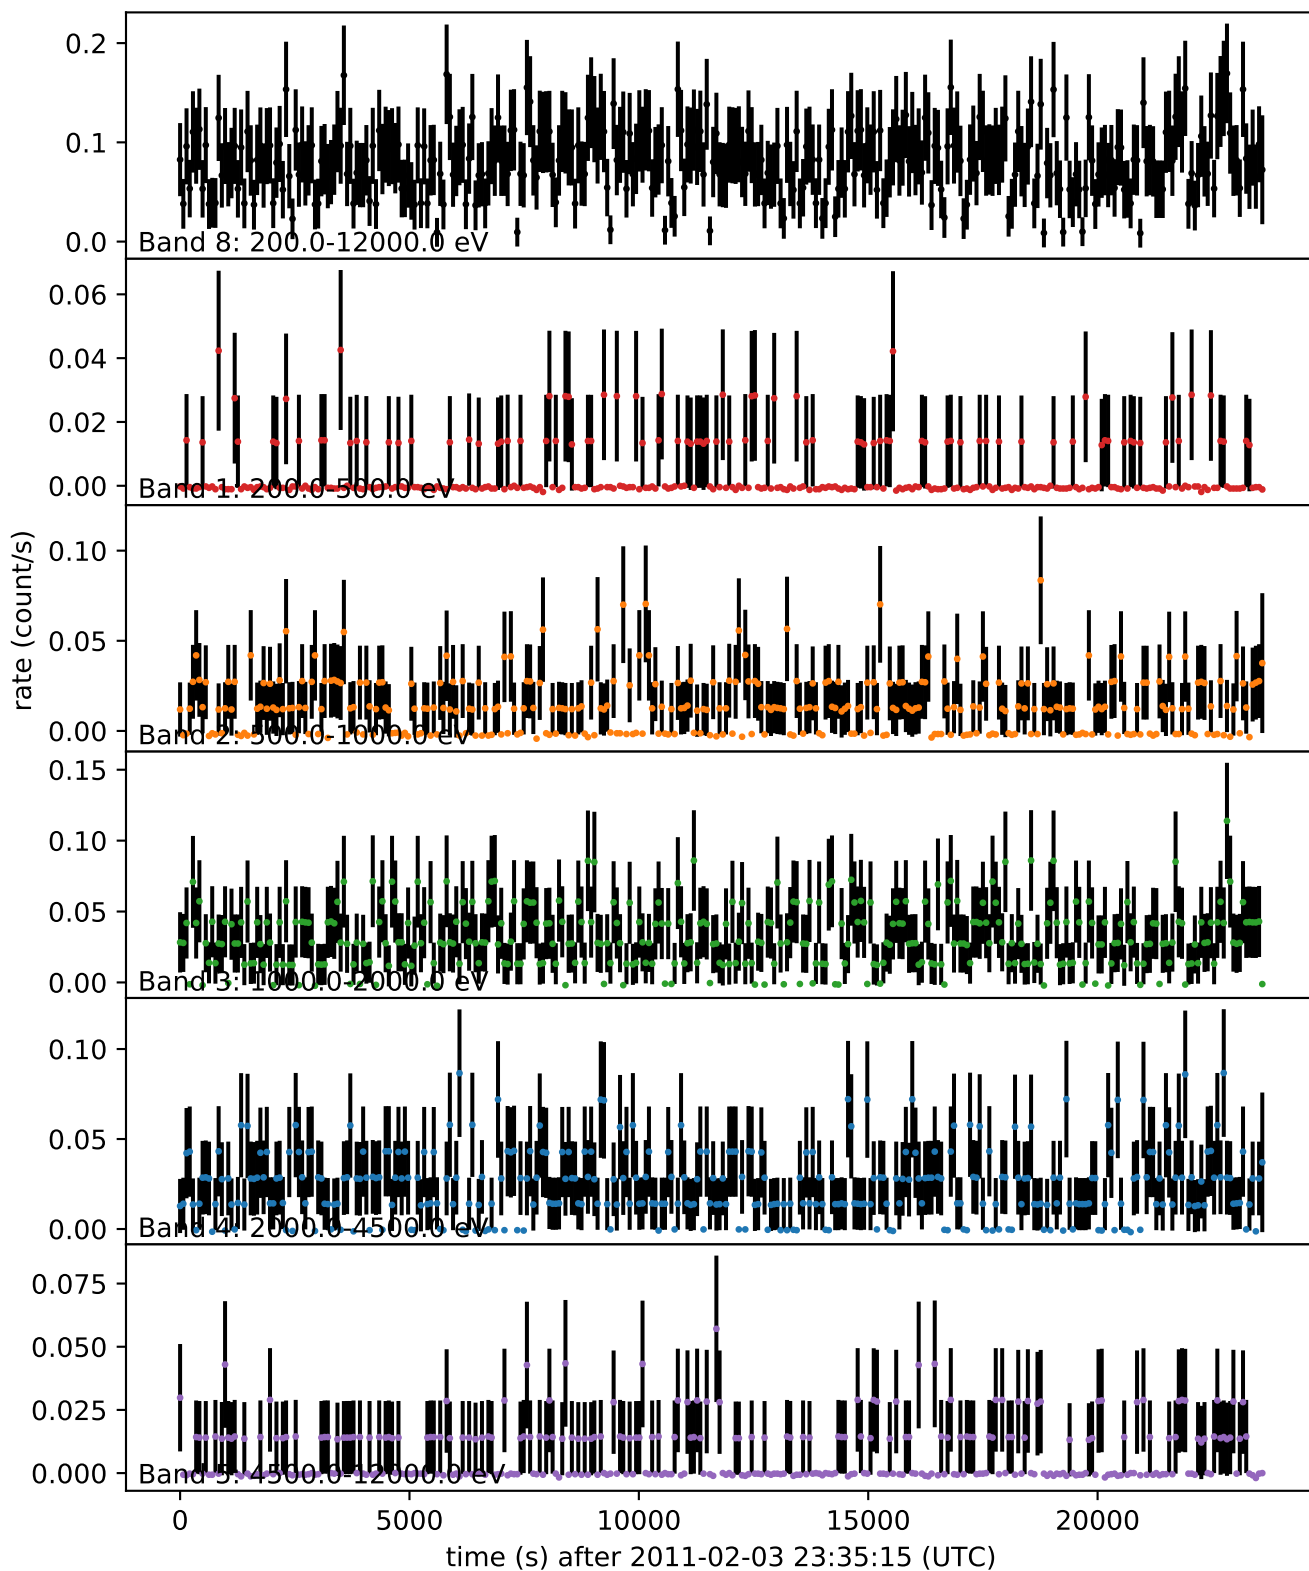 0.2
0.1
0.0
Band 8: 200.0-12000.0 eV
0.06
0.04
0.02
0.00
Band 1: 200.0-500.0 eV
rate (count/s)
0.10
0.05
0.00
Band 2: 500.0-1000.0 eV
0.15
0.10
0.05
0.00
Band 3: 1000.0-2000.0 eV
0.10
0.05
0.00
Band 4: 2000.0-4500.0 eV
0.075
0.050
0.025
0.000
Band 5: 4500.0-12000.0 eV
0 5000 10000 15000 20000
time (s) after 2011-02-03 23:35:15 (UTC)